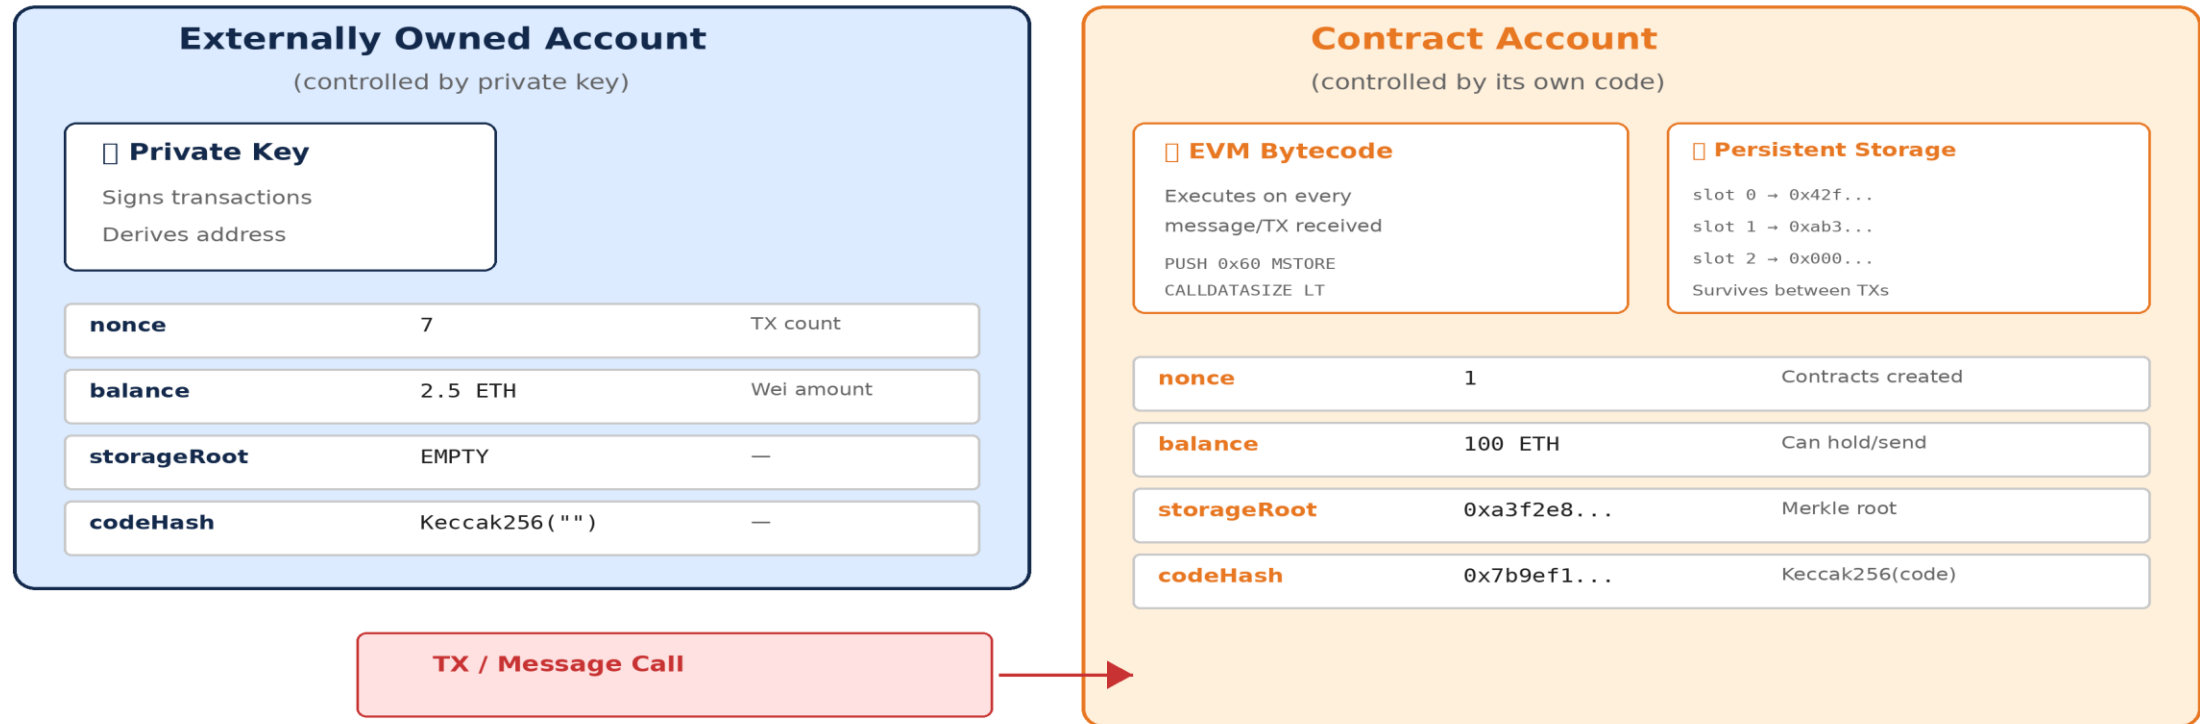 Externally Owned Account
(controlled by private key)
Private Key
Signs transactions
Derives address
nonce 7 TX count
balance 2.5 ETH Wei amount
storageRoot EMPTY —
codeHash Keccak256("") —
TX / Message Call
Contract Account
(controlled by its own code)
EVM Bytecode
Executes on every
message/TX received
PUSH 0x60 MSTORE
CALLDATASIZE LT
Persistent Storage
slot 0 → 0x42f...
slot 1 → 0xab3...
slot 2 → 0x000...
Survives between TXs
nonce 1 Contracts created
balance 100 ETH Can hold/send
storageRoot 0xa3f2e8... Merkle root
codeHash 0x7b9ef1... Keccak256(code)